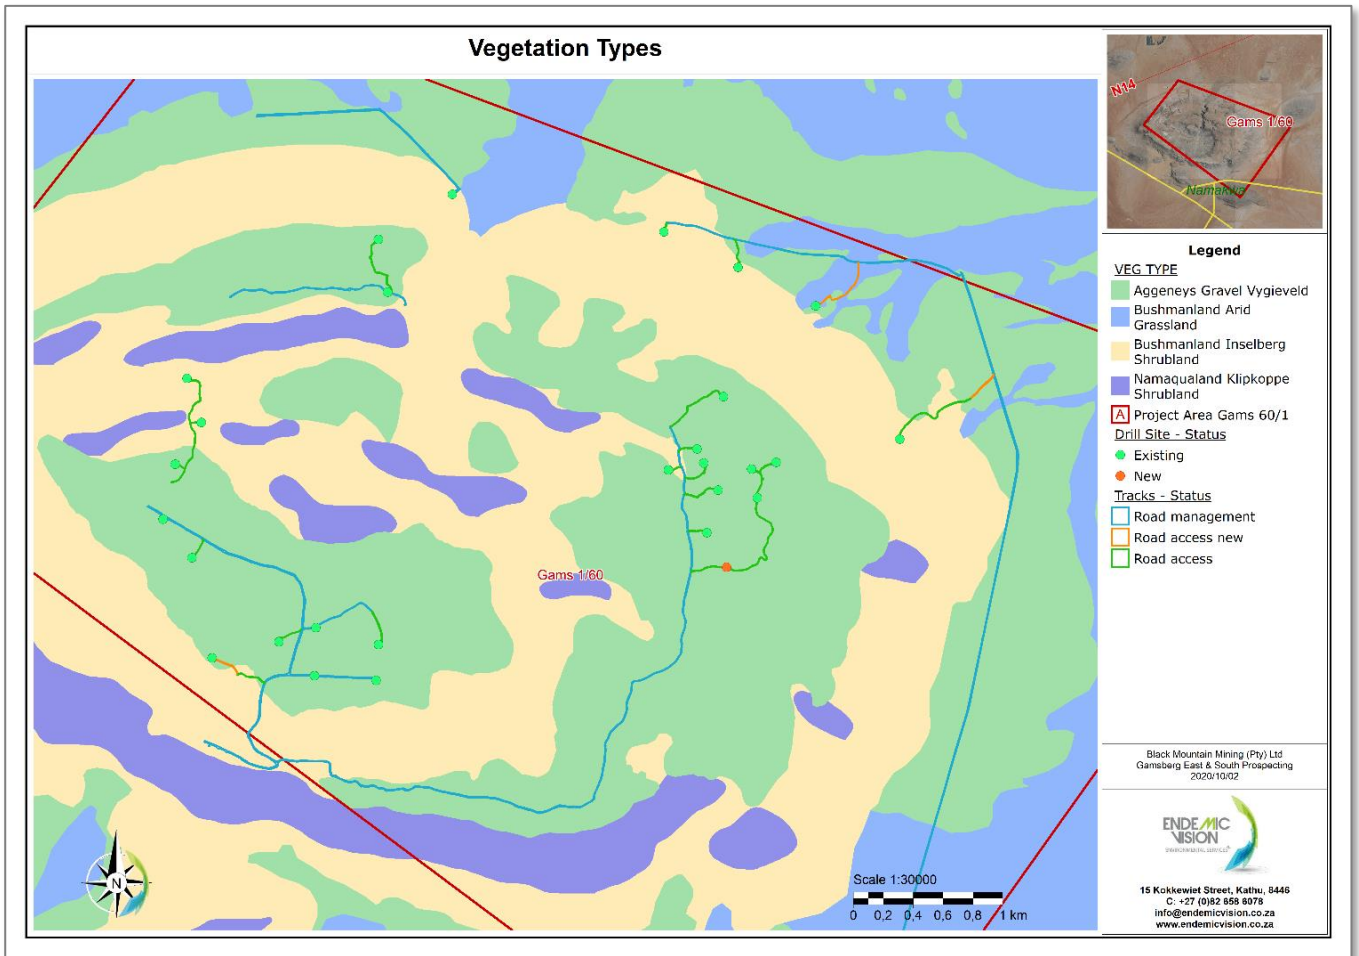 Vegetation Types
N14
Gams 1/60
Namakwa
Legend
VEG TYPE
Aggeneys Gravel Vygieveld
Bushmanland Arid
Grassland
Bushmanland Inselberg
Shrubland
Namaqualand Klipkoppe
Shrubland
A Project Area Gams 60/1
Drill Site - Status
Existing
New
Tracks - Status
Road management
Road access new
Road access
Gams 1/60
N
Scale 1:30000
0 0,2 0,4 0,6 0,8 1 km
Black Mountain Mining (Pty) Ltd
Gamsberg East & South Prospecting
2020/10/02
ENDEMIC
VISION
ENVIRONMENTAL SERVICES
15 Kokkewiet Street, Kathu, 8446
C: +27 (0)82 658 6078
info@endemicvision.co.za
www.endemicvision.co.za